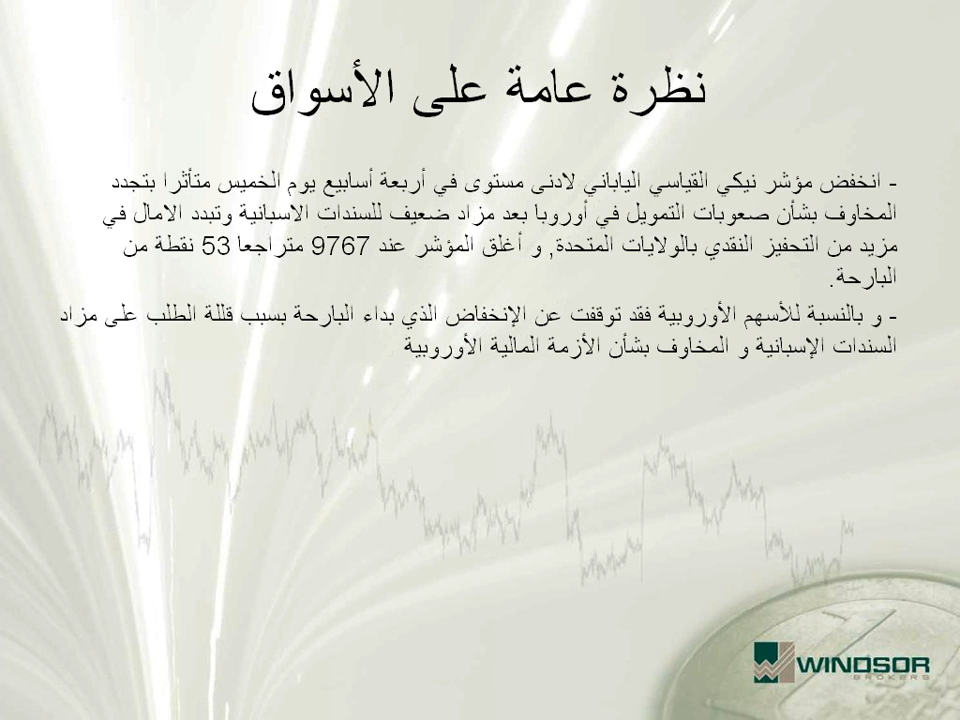 نظرة عامة على الأسواق
- انخفض مؤشر نيكي القياسي الياباني لادنى مستوى في أربعة أسابيع يوم الخميس متأثرا بتجدد
المخاوف بشأن صعوبات التمويل في أوروبا بعد مزاد ضعيف للسندات الاسبانية وتبدد الامال في
مزيد من التحفيز النقدي بالولايات المتحدة, و أغلق المؤشر عند 9767 متراجعا 53 نقطة من
البارحة.
- و بالنسبة للأسهم الأوروبية فقد توقفت عن الإنخفاض الذي بداء البارحة بسبب قللة الطلب على مزاد
السندات الإسبانية و المخاوف بشأن الأزمة المالية الأوروبية
WINDSOR
BROKERS